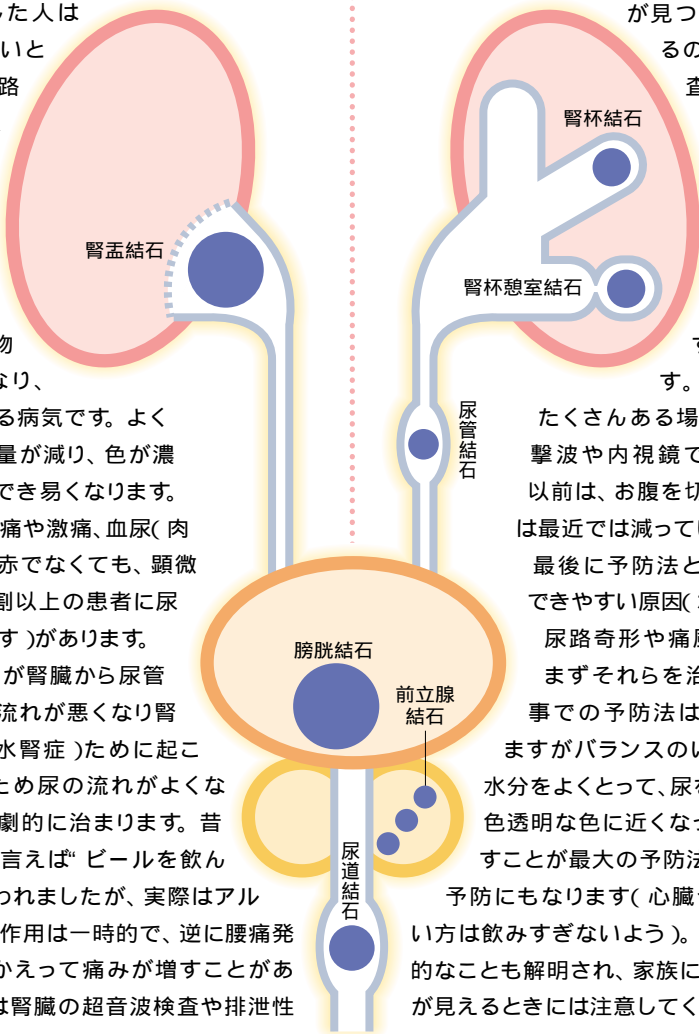 した人は
いと
路
腎盂結石
物
なり、
る病気です。よく
量が減り、色が濃
でき易くなります。
痛や激痛、血尿(肉
赤でなくても、顕微
割以上の患者に尿
す)があります。
が腎臓から尿管
流れが悪くなり腎
水腎症)ために起こ
ため尿の流れがよくな
劇的に治まります。昔
言えば“ビールを飲ん
われましたが、実際はアル
作用は一時的で、逆に腰痛発
かえって痛みが増すことがあ
は腎臓の超音波検査や排泄性
が見つ
るの
査
腎杯結石
腎杯憩室結石
尿管結石
膀胱結石
前立腺
結石
尿道結石
す。
たくさんある場
撃波や内視鏡で
以前は、お腹を切
は最近では減ってい
最後に予防法と
できやすい原因(
尿路奇形や痛風
まずそれらを治
事での予防法は
ますがバランスのい
水分をよくとって、尿を
色透明な色に近くなっ
すことが最大の予防法
予防にもなります(心臓
い方は飲みすぎないよう)。
的なことも解明され、家族に
が見えるときには注意してく